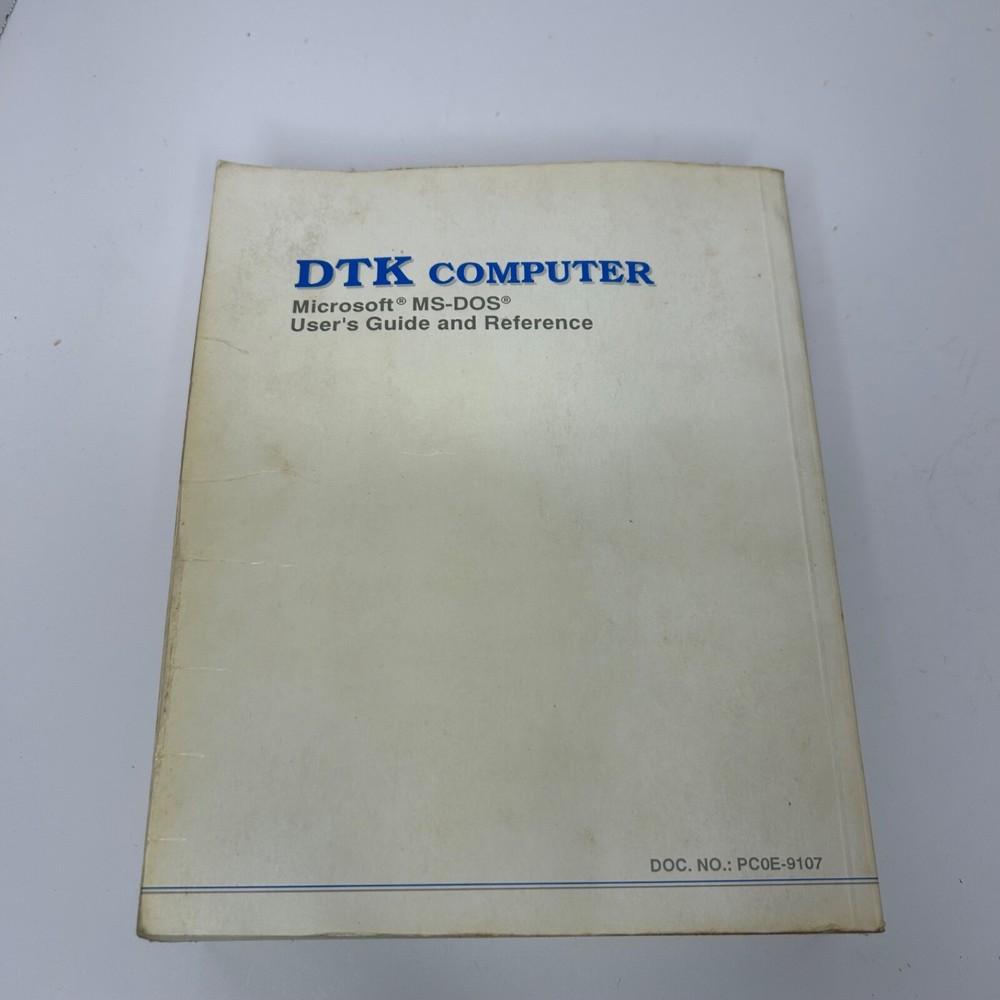 DTK COMPUTER
Microsoft® MS-DOS®
User's Guide and Reference
DOC. NO.: PC0E-9107